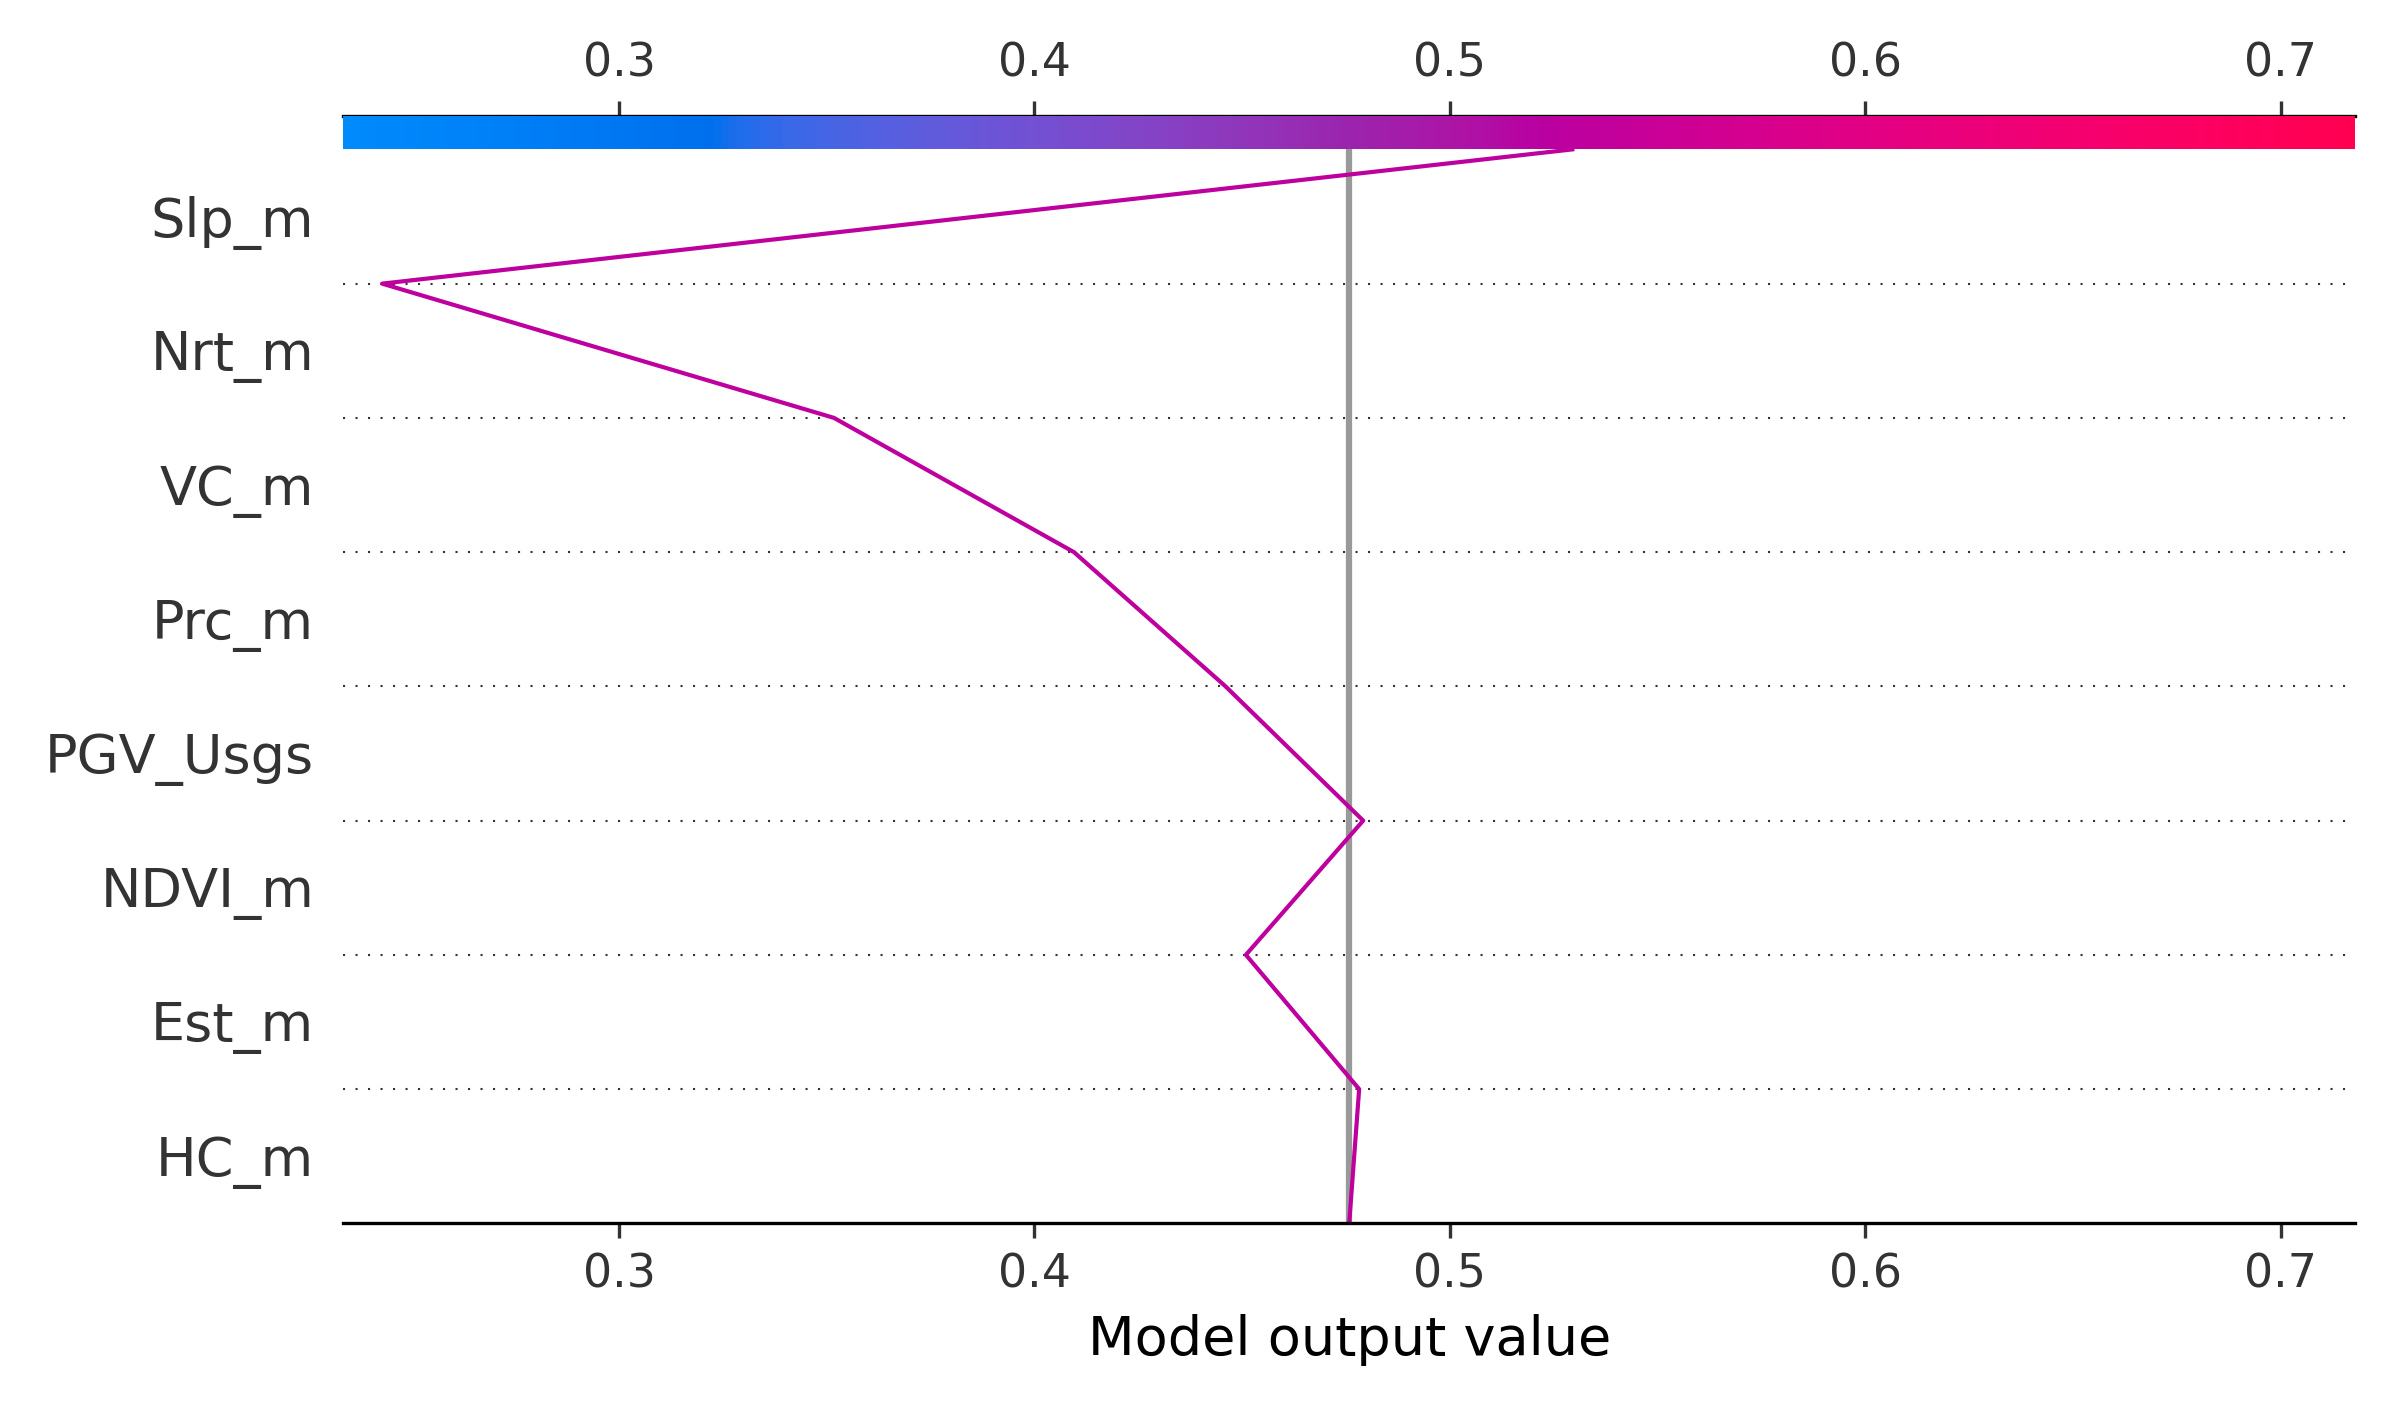 0.3 0.4 0.5 0.6 0.7
Slp_m
Nrt_m
VC_m
Prc_m
PGV_Usgs
NDVI_m
Est_m
HC_m
0.3 0.4 0.5 0.6 0.7
Model output value